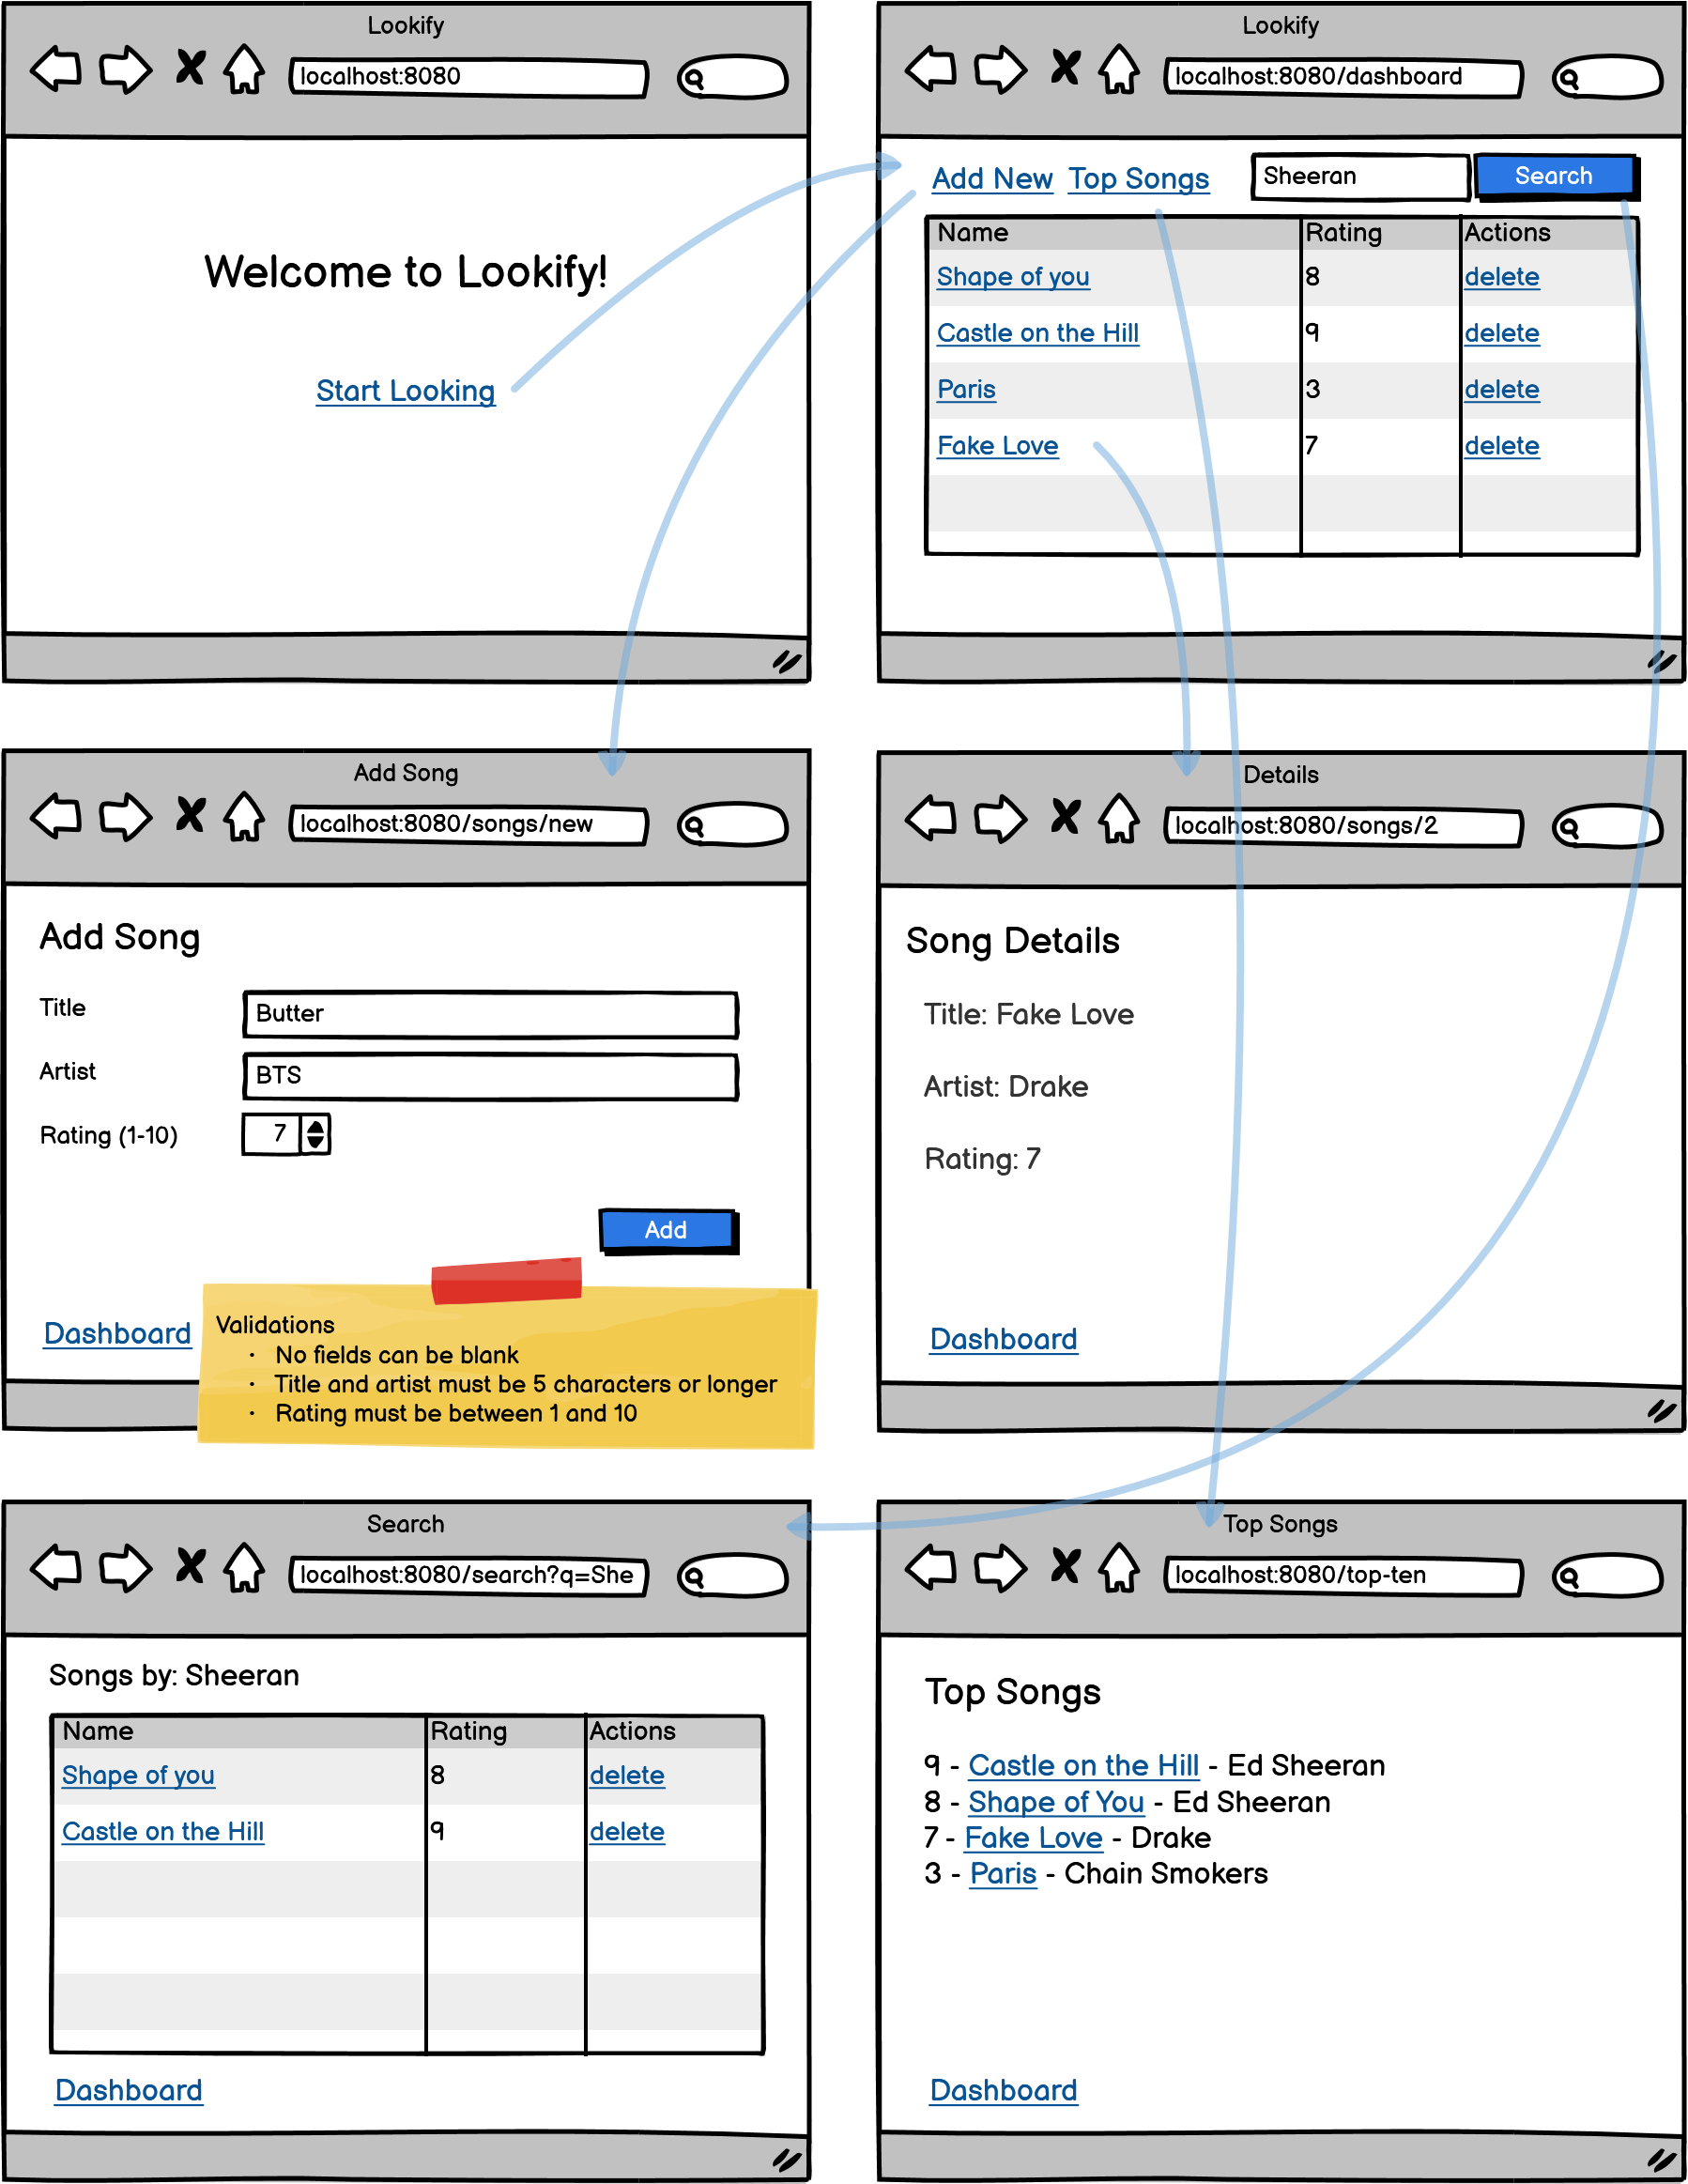 Lookify
localhost:8080
Welcome to Lookify!
Start Looking
Lookify
localhost:8080/dashboard
Add New Top Songs Sheeran Search
Name Rating Actions
Shape of you 8 delete
Castle on the Hill 9 delete
Paris 3 delete
Fake Love 7 delete
Add Song
localhost:8080/songs/new
Add Song
Title Butter
Artist BTS
Rating (1-10) 7
Add
Dashboard
Validations
· No fields can be blank
· Title and artist must be 5 characters or longer
· Rating must be between 1 and 10
Details
localhost:8080/songs/2
Song Details
Title: Fake Love
Artist: Drake
Rating: 7
Dashboard
Search
localhost:8080/search?q=She
Songs by: Sheeran
Name Rating Actions
Shape of you 8 delete
Castle on the Hill 9 delete
Dashboard
Top Songs
localhost:8080/top-ten
Top Songs
9 - Castle on the Hill - Ed Sheeran
8 - Shape of You - Ed Sheeran
7 - Fake Love - Drake
3 - Paris - Chain Smokers
Dashboard